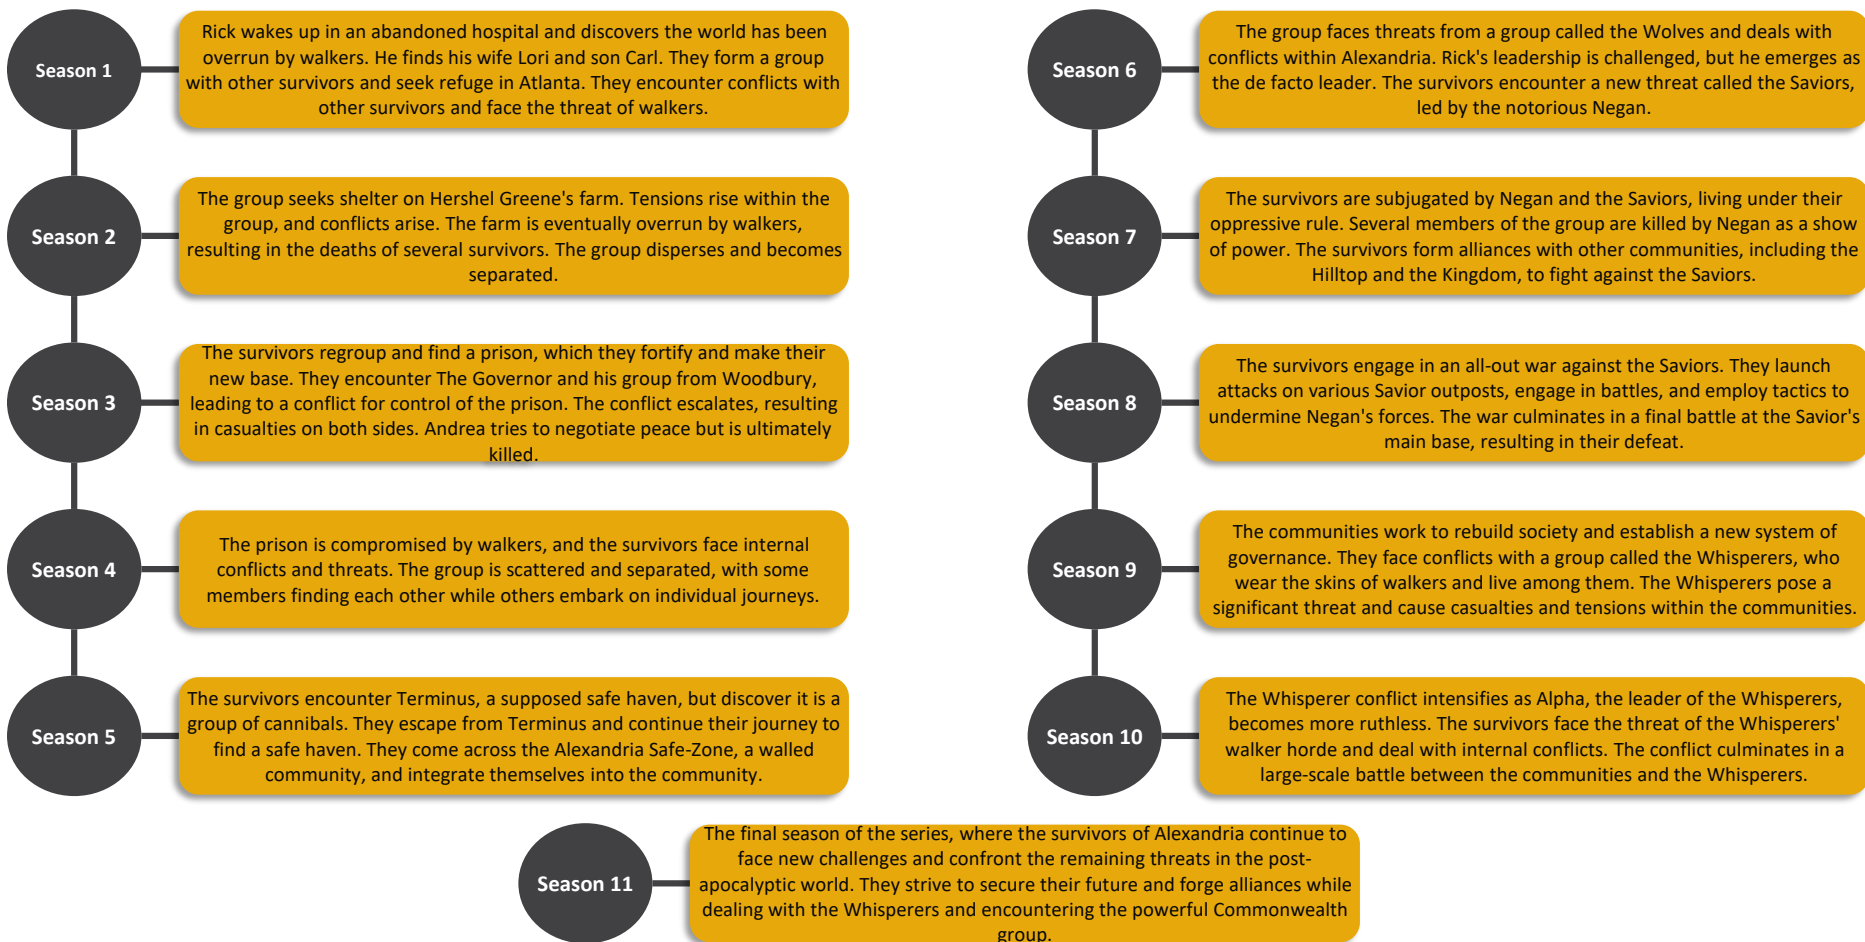 Season 1
Rick wakes up in an abandoned hospital and discovers the world has been
overrun by walkers. He finds his wife Lori and son Carl. They form a group
with other survivors and seek refuge in Atlanta. They encounter conflicts with
other survivors and face the threat of walkers.
Season 2
The group seeks shelter on Hershel Greene's farm. Tensions rise within the
group, and conflicts arise. The farm is eventually overrun by walkers,
resulting in the deaths of several survivors. The group disperses and becomes
separated.
Season 3
The survivors regroup and find a prison, which they fortify and make their
new base. They encounter The Governor and his group from Woodbury,
leading to a conflict for control of the prison. The conflict escalates, resulting
in casualties on both sides. Andrea tries to negotiate peace but is ultimately
killed.
Season 4
The prison is compromised by walkers, and the survivors face internal
conflicts and threats. The group is scattered and separated, with some
members finding each other while others embark on individual journeys.
Season 5
The survivors encounter Terminus, a supposed safe haven, but discover it is a
group of cannibals. They escape from Terminus and continue their journey to
find a safe haven. They come across the Alexandria Safe-Zone, a walled
community, and integrate themselves into the community.
Season 6
The group faces threats from a group called the Wolves and deals with
conflicts within Alexandria. Rick's leadership is challenged, but he emerges as
the de facto leader. The survivors encounter a new threat called the Saviors,
led by the notorious Negan.
Season 7
The survivors are subjugated by Negan and the Saviors, living under their
oppressive rule. Several members of the group are killed by Negan as a show
of power. The survivors form alliances with other communities, including the
Hilltop and the Kingdom, to fight against the Saviors.
Season 8
The survivors engage in an all-out war against the Saviors. They launch
attacks on various Savior outposts, engage in battles, and employ tactics to
undermine Negan's forces. The war culminates in a final battle at the Savior's
main base, resulting in their defeat.
Season 9
The communities work to rebuild society and establish a new system of
governance. They face conflicts with a group called the Whisperers, who
wear the skins of walkers and live among them. The Whisperers pose a
significant threat and cause casualties and tensions within the communities.
Season 10
The Whisperer conflict intensifies as Alpha, the leader of the Whisperers,
becomes more ruthless. The survivors face the threat of the Whisperers'
walker horde and deal with internal conflicts. The conflict culminates in a
large-scale battle between the communities and the Whisperers.
Season 11
The final season of the series, where the survivors of Alexandria continue to
face new challenges and confront the remaining threats in the post-
apocalyptic world. They strive to secure their future and forge alliances while
dealing with the Whisperers and encountering the powerful Commonwealth
group.